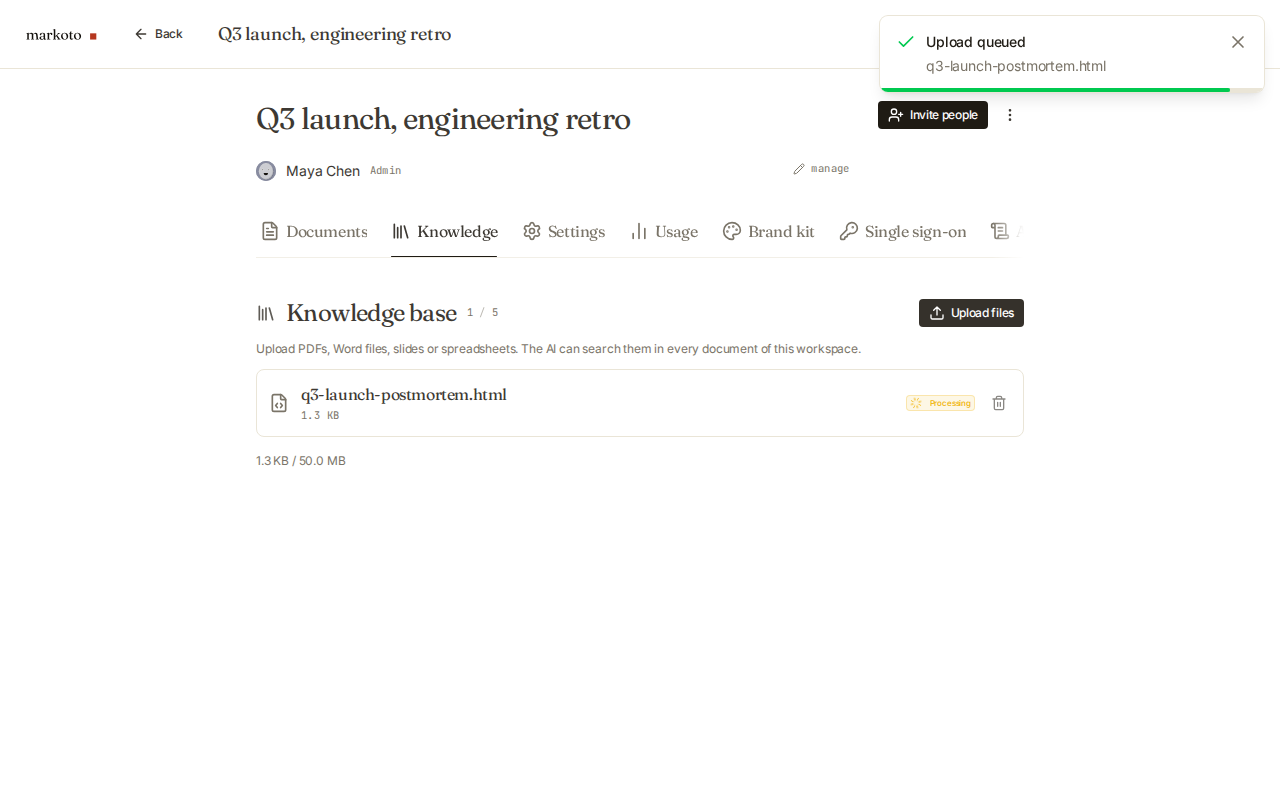 markoto
Back
Q3 launch, engineering retro
Upload queued
q3-launch-postmortem.html
Q3 launch, engineering retro
Invite people
Maya Chen Admin
manage
Documents
Knowledge
Settings
Usage
Brand kit
Single sign-on
Knowledge base 1 / 5
Upload files
Upload PDFs, Word files, slides or spreadsheets. The AI can search them in every document of this workspace.
q3-launch-postmortem.html
1.3 KB
Processing
1.3 KB / 50.0 MB